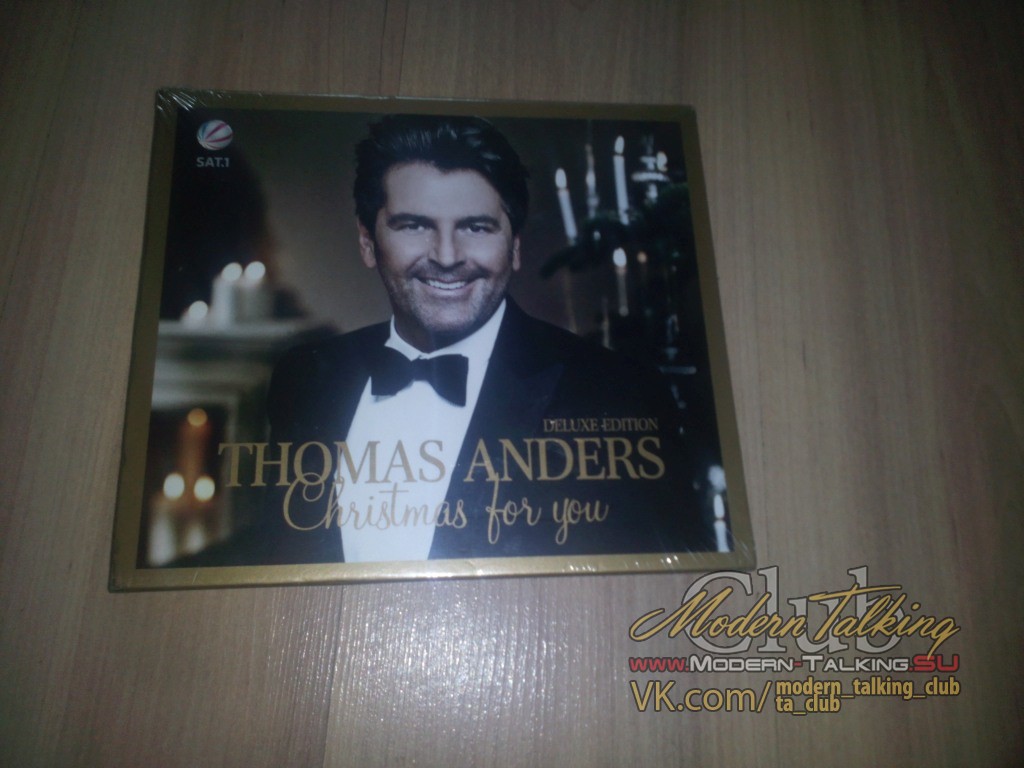 SAT.1
DELUXE EDITION
THOMAS ANDERS
Christmas for you
Club
Modern Talking
www.Modern-Talking.SU
VK.com/modern_talking_club
ta_club